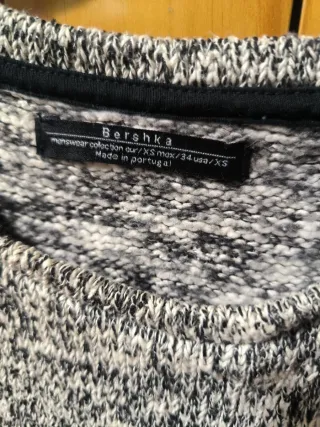 Bershka
menswear collection eur/XS mex/34 usa/XS
Made in portugal